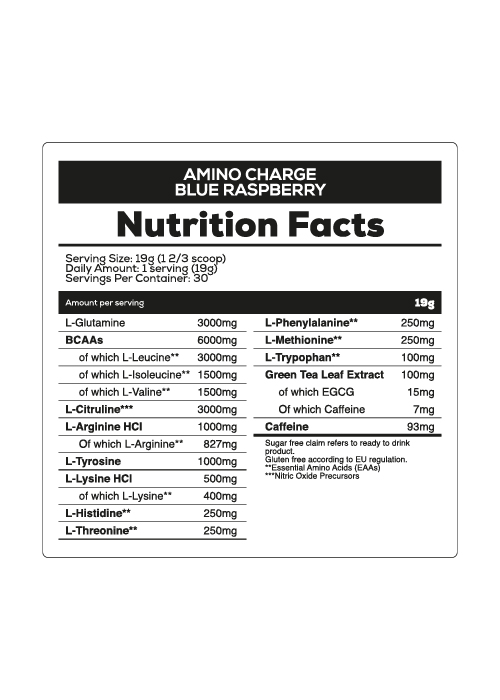 AMINO CHARGE
BLUE RASPBERRY
Nutrition Facts
Serving Size: 19g (1 2/3 scoop)
Daily Amount: 1 serving (19g)
Servings Per Container: 30
Amount per serving 19g
L-Glutamine 3000mg
BCAAs 6000mg
of which L-Leucine** 3000mg
of which L-Isoleucine** 1500mg
of which L-Valine** 1500mg
L-Citruline*** 3000mg
L-Arginine HCl 1000mg
Of which L-Arginine** 827mg
L-Tyrosine 1000mg
L-Lysine HCl 500mg
of which L-Lysine** 400mg
L-Histidine** 250mg
L-Threonine** 250mg
L-Phenylalanine** 250mg
L-Methionine** 250mg
L-Trypophan** 100mg
Green Tea Leaf Extract 100mg
of which EGCG 15mg
Of which Caffeine 7mg
Caffeine 93mg
Sugar free claim refers to ready to drink
product.
Gluten free according to EU regulation.
**Essential Amino Acids (EAAs)
***Nitric Oxide Precursors